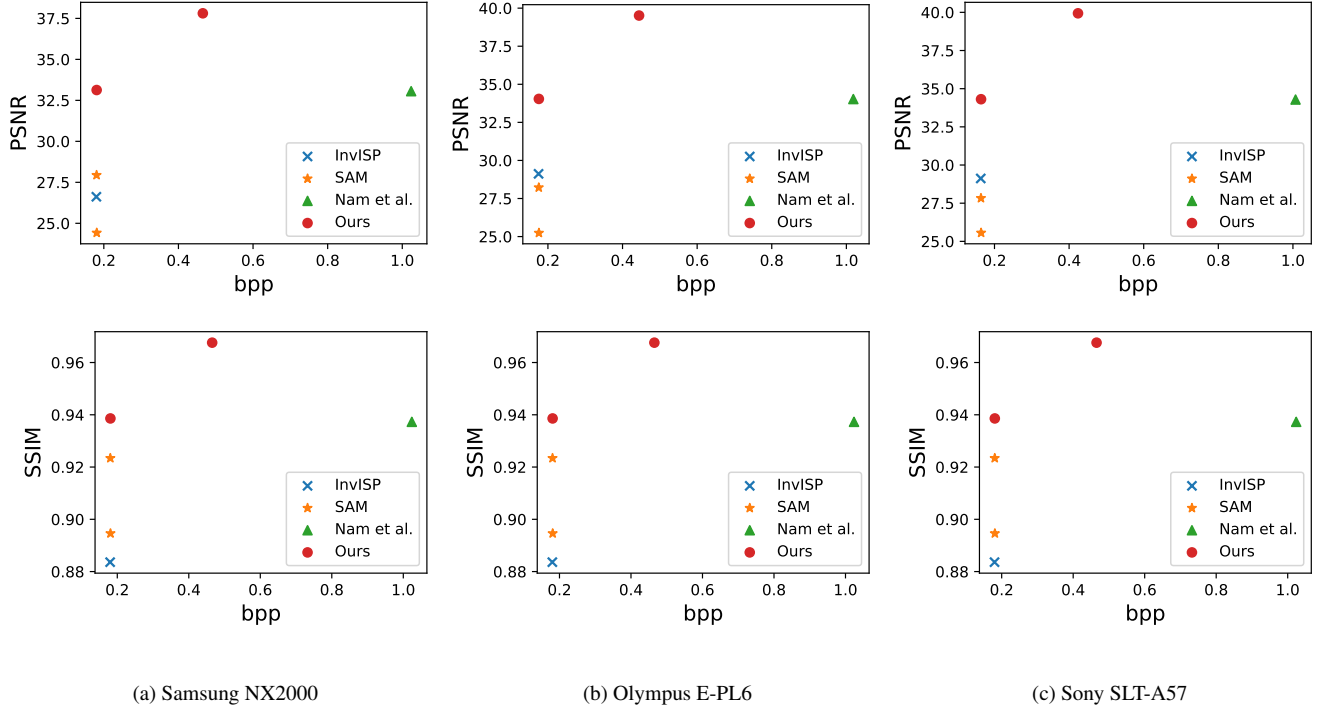 37.5
35.0
32.5
30.0
27.5
25.0
PSNR
0.2 0.4 0.6 0.8 1.0
bpp
InvISP
SAM
Nam et al.
Ours
40.0
37.5
35.0
32.5
30.0
27.5
25.0
PSNR
0.2 0.4 0.6 0.8 1.0
bpp
InvISP
SAM
Nam et al.
Ours
40.0
37.5
35.0
32.5
30.0
27.5
25.0
PSNR
0.2 0.4 0.6 0.8 1.0
bpp
InvISP
SAM
Nam et al.
Ours
0.96
0.94
0.92
0.90
0.88
SSIM
0.2 0.4 0.6 0.8 1.0
bpp
InvISP
SAM
Nam et al.
Ours
0.96
0.94
0.92
0.90
0.88
SSIM
0.2 0.4 0.6 0.8 1.0
bpp
InvISP
SAM
Nam et al.
Ours
0.96
0.94
0.92
0.90
0.88
SSIM
0.2 0.4 0.6 0.8 1.0
bpp
InvISP
SAM
Nam et al.
Ours
(a) Samsung NX2000
(b) Olympus E-PL6
(c) Sony SLT-A57